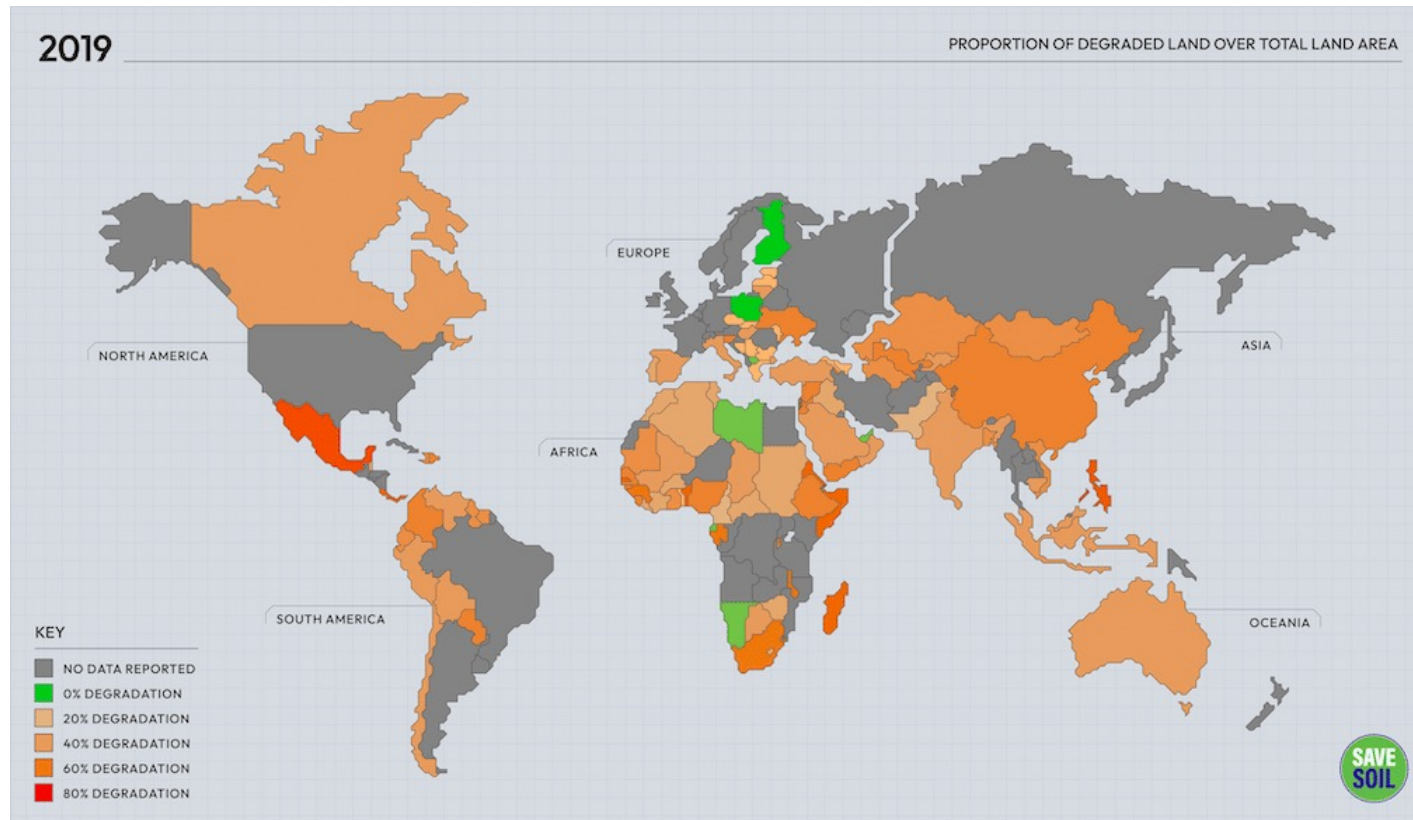 2019
PROPORTION OF DEGRADED LAND OVER TOTAL LAND AREA
EUROPE
NORTH AMERICA
ASIA
AFRICA
SOUTH AMERICA
OCEANIA
KEY
NO DATA REPORTED
0% DEGRADATION
20% DEGRADATION
40% DEGRADATION
60% DEGRADATION
80% DEGRADATION
SAVE
SOIL